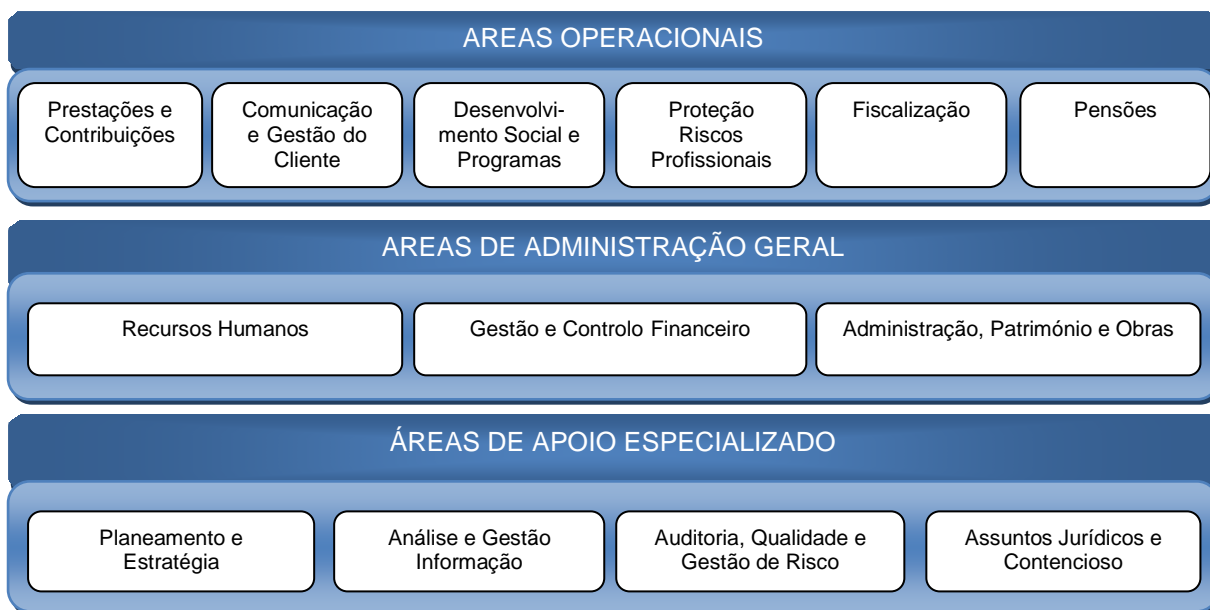 AREAS OPERACIONAIS
Prestações e
Contribuições
Comunicação
e Gestão do
Cliente
Desenvolvi-
mento Social e
Programas
Proteção
Riscos
Profissionais
Fiscalização
Pensões
AREAS DE ADMINISTRAÇÃO GERAL
Recursos Humanos
Gestão e Controlo Financeiro
Administração, Património e Obras
ÁREAS DE APOIO ESPECIALIZADO
Planeamento e
Estratégia
Análise e Gestão
Informação
Auditoria, Qualidade e
Gestão de Risco
Assuntos Jurídicos e
Contencioso